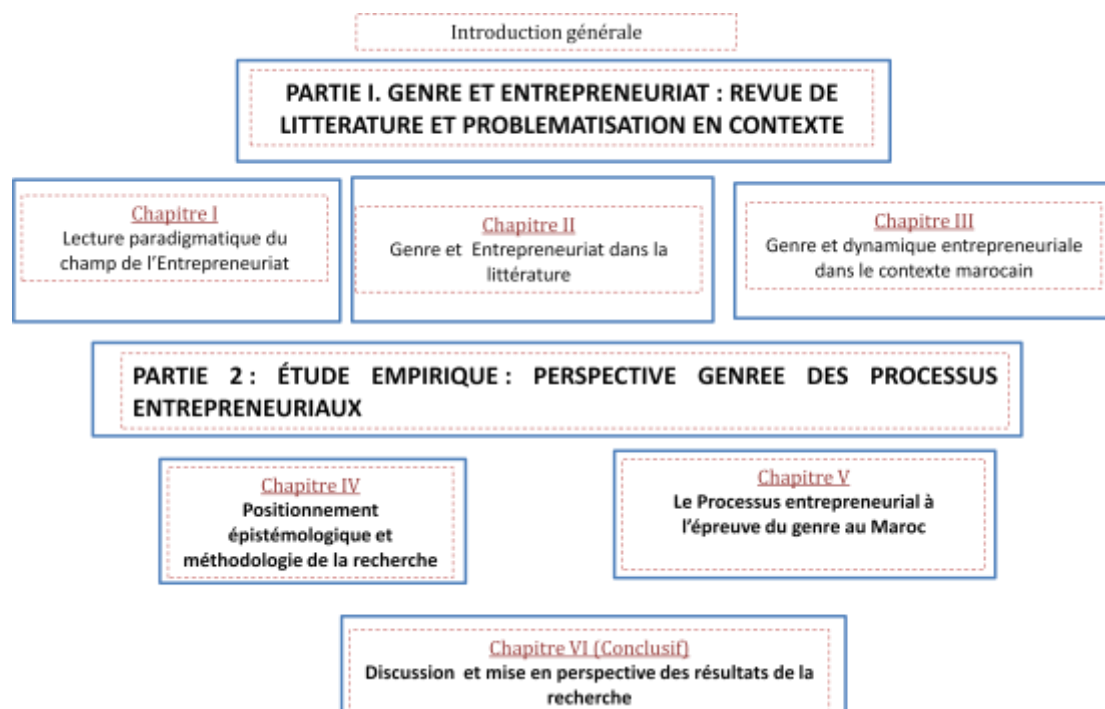 Introduction générale
PARTIE I. GENRE ET ENTREPRENEURIAT : REVUE DE
LITTERATURE ET PROBLEMATISATION EN CONTEXTE
Chapitre I
Lecture paradigmatique du
champ de l'Entrepreneuriat
Chapitre II
Genre et Entrepreneuriat dans la
littérature
Chapitre III
Genre et dynamique entrepreneuriale
dans le contexte marocain
PARTIE 2 : ÉTUDE EMPIRIQUE : PERSPECTIVE GENREE DES PROCESSUS
ENTREPRENEURIAUX
Chapitre IV
Positionnement
épistémologique et
méthodologie de la recherche
Chapitre V
Le Processus entrepreneurial à
l'épreuve du genre au Maroc
Chapitre VI (Conclusif)
Discussion et mise en perspective des résultats de la
recherche